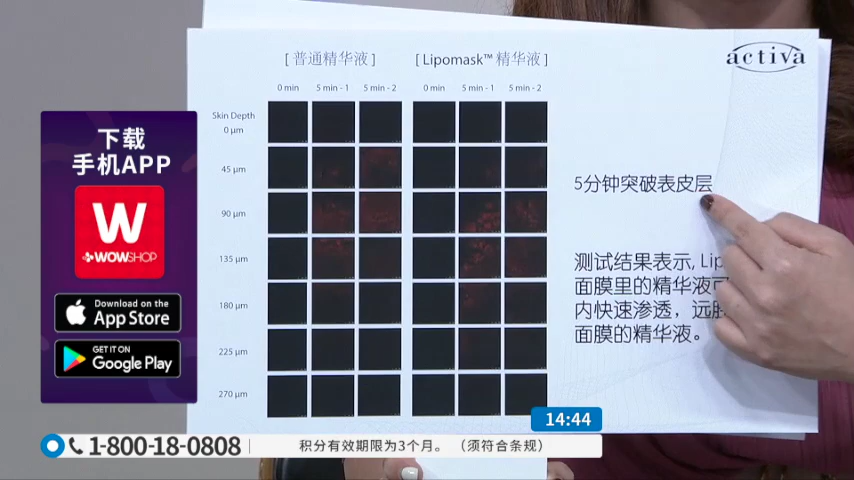 [ 普通精华液 ]
[ Lipomask™ 精华液 ]
activa
0 min
5 min - 1
5 min - 2
0 min
5 min - 1
5 min - 2
Skin Depth
0 µm
45 µm
90 µm
135 µm
180 µm
225 µm
270 µm
5分钟突破表皮层
测试结果表示, Lip
面膜里的精华液可
内快速渗透，远
面膜的精华液。
下载
手机APP
W
WOWSHOP
Download on the
App Store
GET IT ON
Google Play
14:44
1-800-18-0808
积分有效期限为3个月。 （须符合条规）